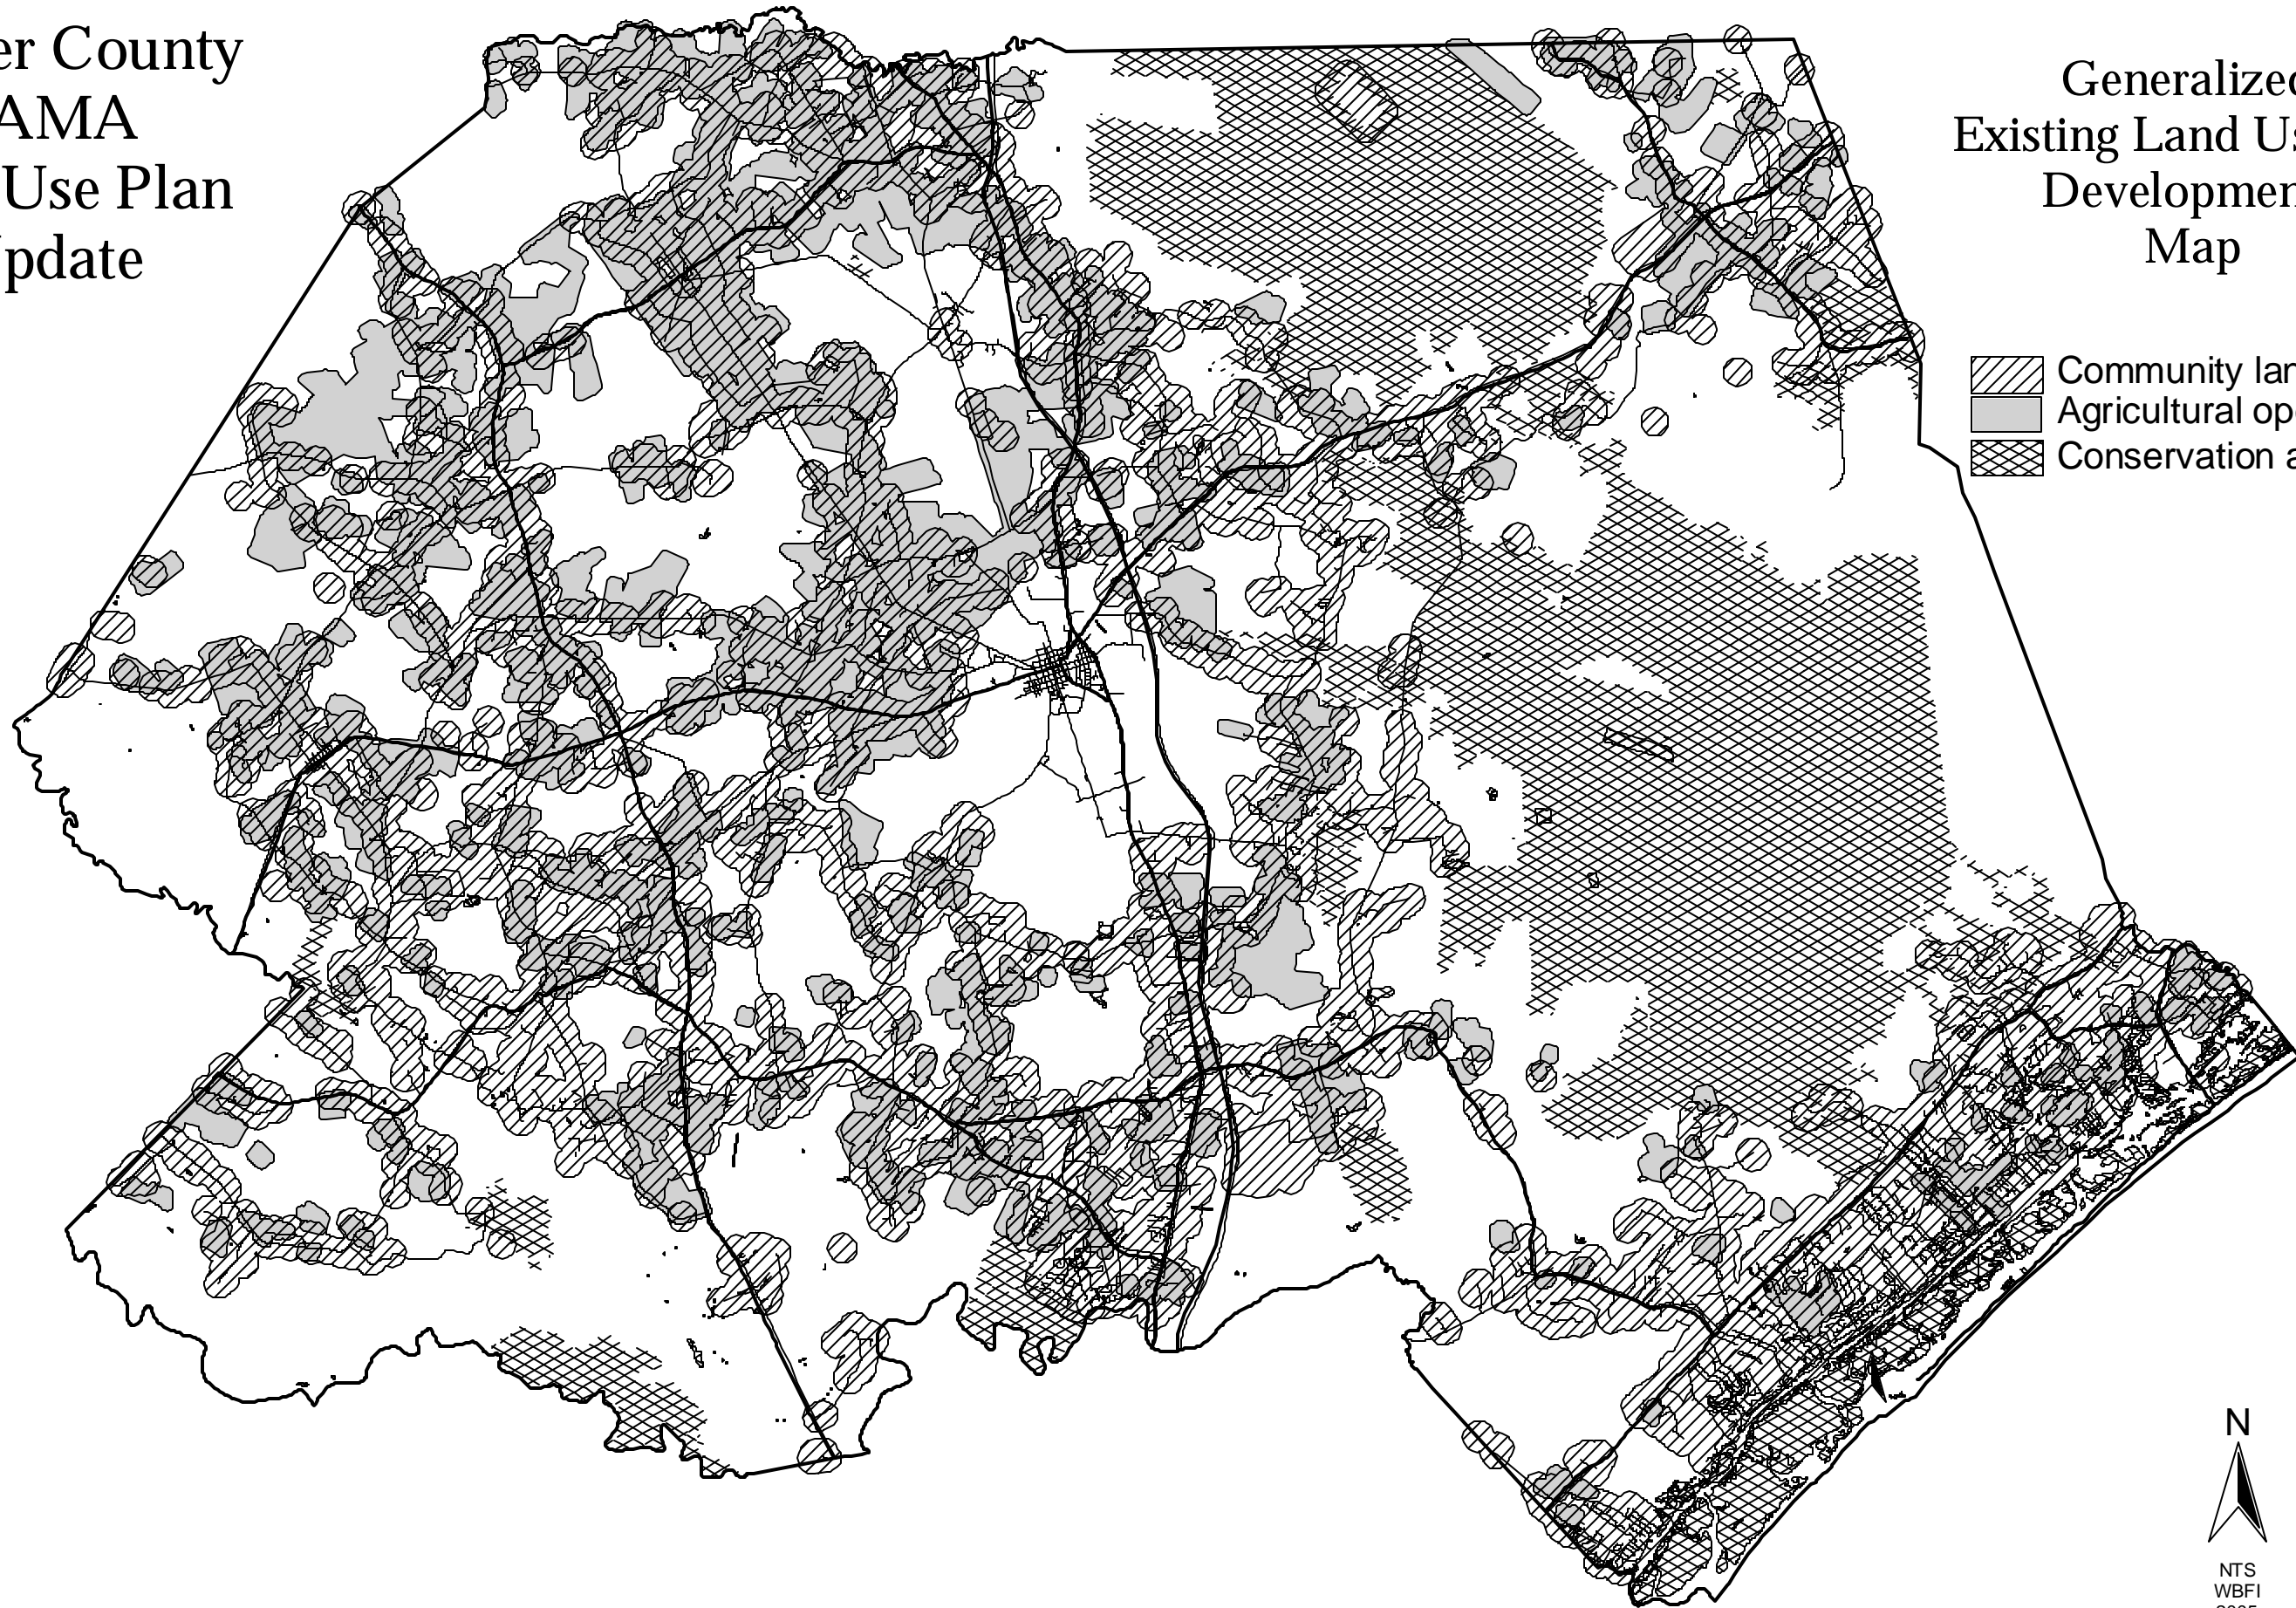 er County
AMA
Use Plan
pdate
Generalized
Existing Land Us
Developmen
Map
Community lan
Agricultural op
Conservation a
N
NTS
WBFI